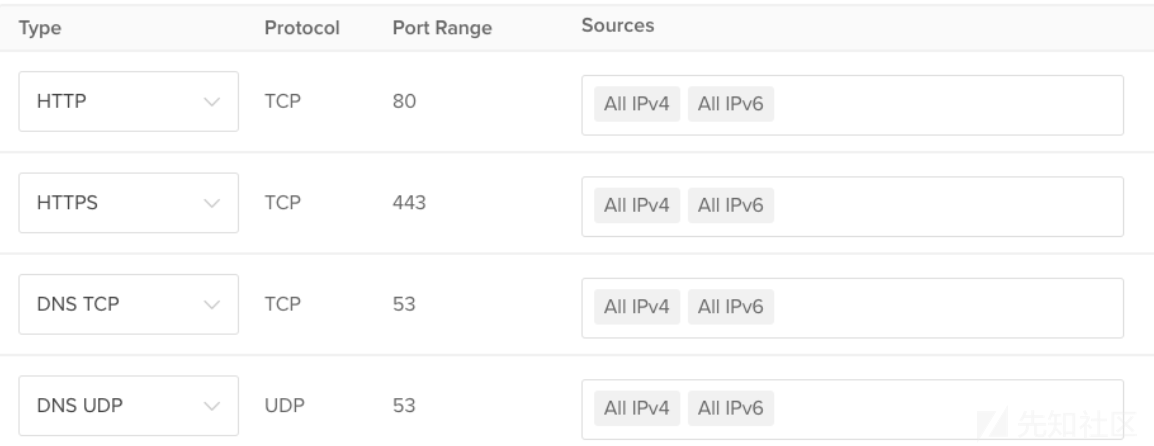 Type Protocol Port Range Sources
HTTP TCP 80 All IPv4 All IPv6
HTTPS TCP 443 All IPv4 All IPv6
DNS TCP TCP 53 All IPv4 All IPv6
DNS UDP UDP 53 All IPv4 All IPv6
先知社区